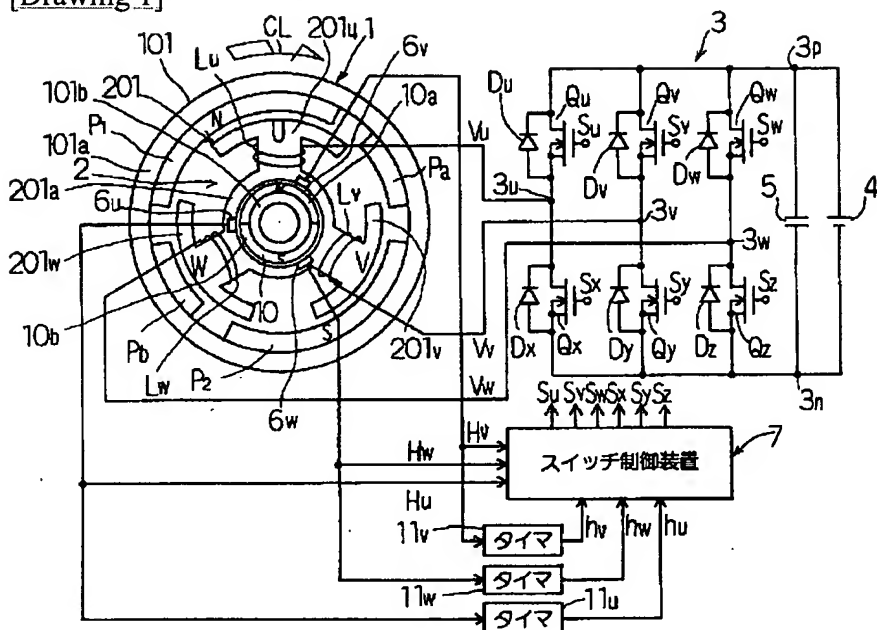 [Drawing 1]
CL
201u
1
6v
101
Lu
10a
201
101b
N
U
P1
101a
Pa
2
201a
6u
Lv
201w
W
V
10
10b
S
201v
Pb
P2
Lw
6w
3
3p
Du
Qu
Qv
Qw
Su
Sv
Sw
Vu
Dv
Dw
3u
3v
5
4
3w
Sx
Sy
Sz
Dx
Qx
Dy
Qy
Dz
Qz
Vv
Vw
3n
Su Sv Sw Sx Sy Sz
7
Hv
Hw
スイッチ制御装置
Hu
11v
hv
hw
hu
タイマ
タイマ
11w
11u
タイマ